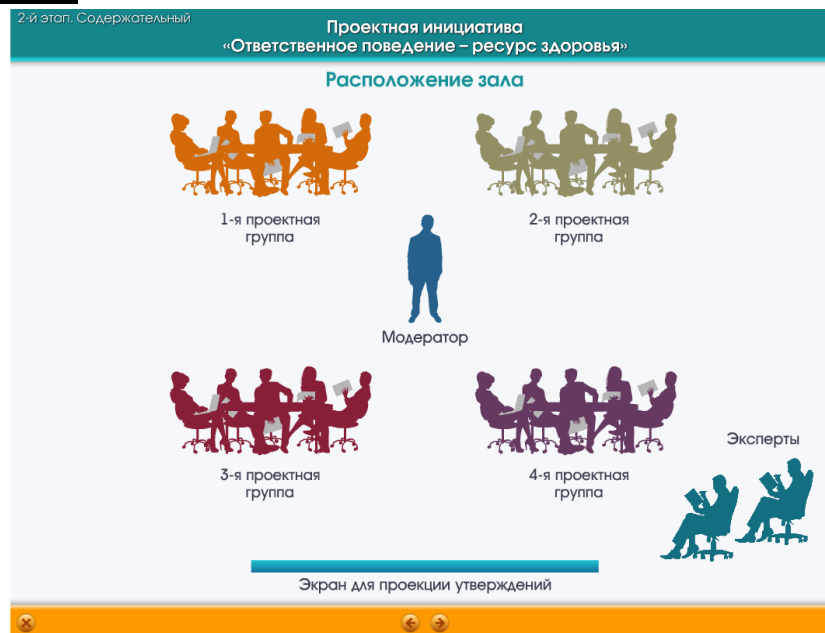 2-й этап. Содержательный
Проектная инициатива
«Ответственное поведение – ресурс здоровья»
Расположение зала
1-я проектная
группа
2-я проектная
группа
Модератор
3-я проектная
группа
4-я проектная
группа
Эксперты
Экран для проекции утверждений